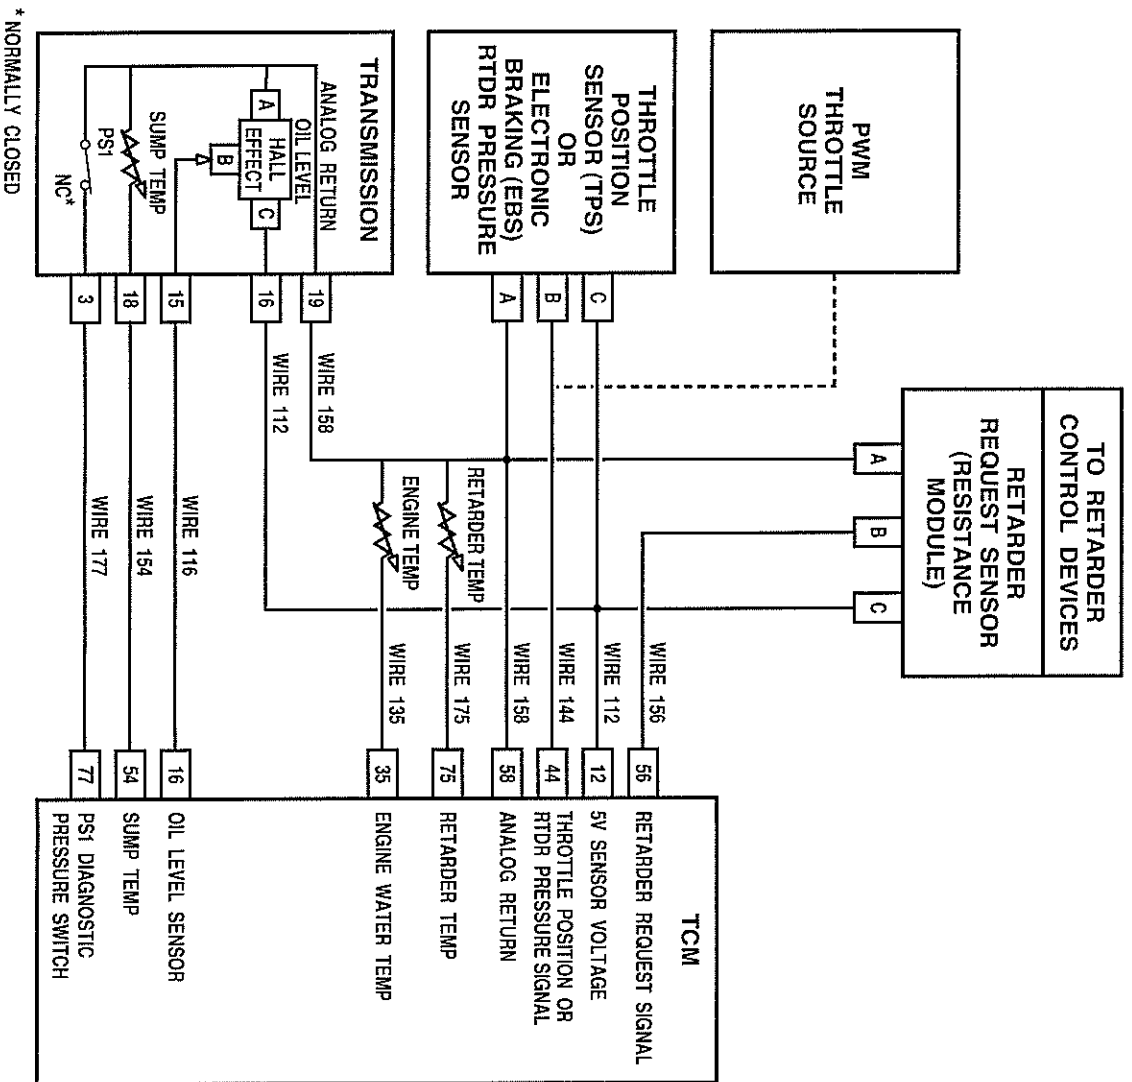 TO RETARDER
CONTROL DEVICES
RETARDER
REQUEST SENSOR
(RESISTANCE
MODULE)
A
B
C
PWM
THROTTLE
SOURCE
THROTTLE
POSITION
SENSOR (TPS)
OR
ELECTRONIC
BRAKING (EBS)
RTDR PRESSURE
SENSOR
C
B
A
TRANSMISSION
ANALOG RETURN
OIL LEVEL
A
HALL
EFFECT
B
C
SUMP TEMP
PS1
NC*
19
16
15
18
3
WIRE 158
WIRE 112
WIRE 116
WIRE 154
WIRE 177
RETARDER TEMP
ENGINE TEMP
WIRE 156
WIRE 112
WIRE 144
WIRE 158
WIRE 175
WIRE 135
56
12
44
58
75
35
16
54
77
TCM
RETARDER REQUEST SIGNAL
5V SENSOR VOLTAGE
THROTTLE POSITION OR
RTDR PRESSURE SIGNAL
ANALOG RETURN
RETARDER TEMP
ENGINE WATER TEMP
OIL LEVEL SENSOR
SUMP TEMP
PS1 DIAGNOSTIC
PRESSURE SWITCH
* NORMALLY CLOSED